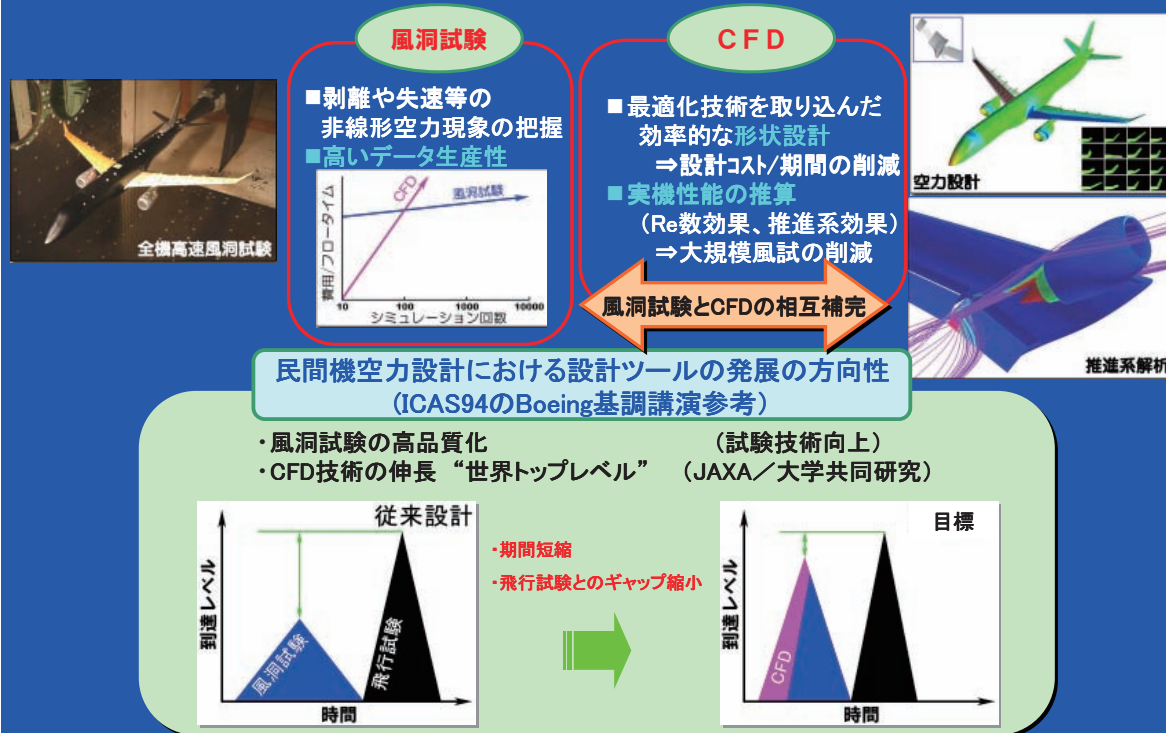 風洞試験
CFD
■剥離や失速等の
非線形空力現象の把握
■高いデータ生産性
費用/フロータイム
CFD
風洞試験
10
100
1000
10000
シミュレーション回数
全機高速風洞試験
■最適化技術を取り込んだ
効率的な形状設計
⇒設計ｺｽﾄ/期間の削減
■実機性能の推算
（Re数効果、推進系効果）
⇒大規模風試の削減
空力設計
風洞試験とCFDの相互補完
推進系解析
民間機空力設計における設計ツールの発展の方向性
(ICAS94のBoeing基調講演参考)
・風洞試験の高品質化 （試験技術向上）
・CFD技術の伸長 “世界トップレベル” （JAXA／大学共同研究）
従来設計
到達レベル
風洞試験
飛行試験
時間
・期間短縮
・飛行試験とのギャップ縮小
目標
到達レベル
CFD
時間